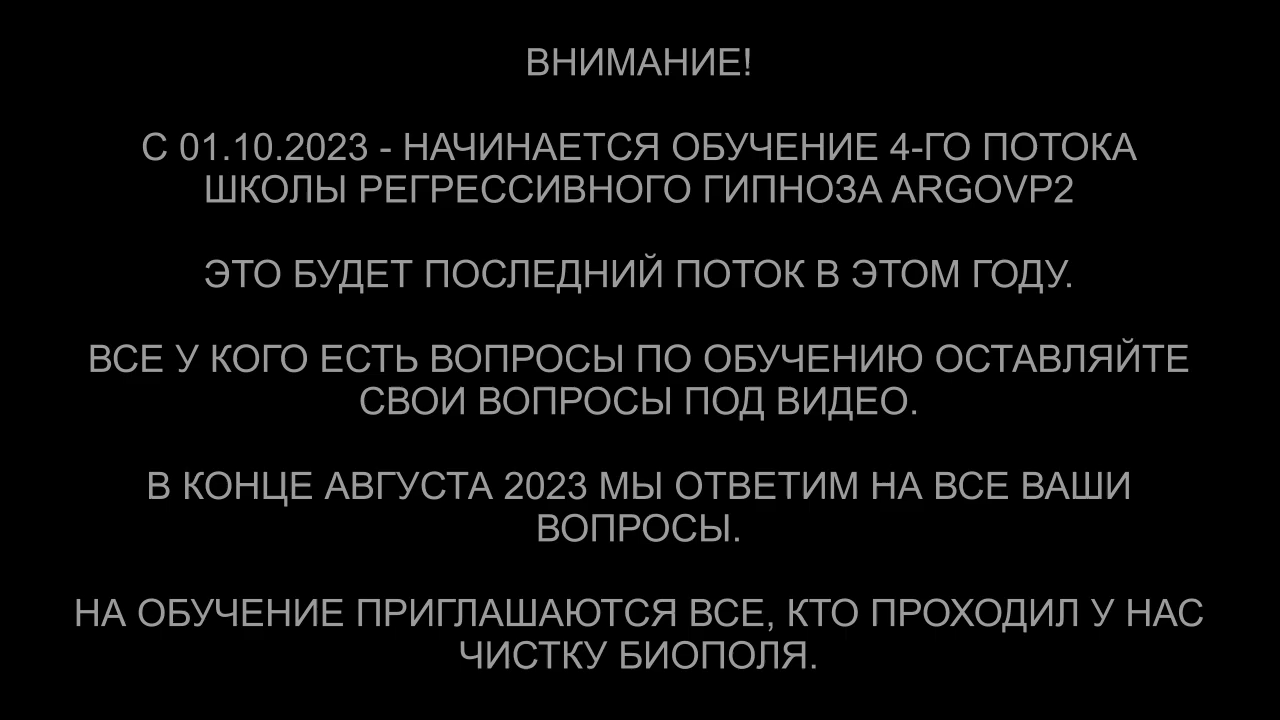 ВНИМАНИЕ!
С 01.10.2023 - НАЧИНАЕТСЯ ОБУЧЕНИЕ 4-ГО ПОТОКА
ШКОЛЫ РЕГРЕССИВНОГО ГИПНОЗА ARGOVP2
ЭТО БУДЕТ ПОСЛЕДНИЙ ПОТОК В ЭТОМ ГОДУ.
ВСЕ У КОГО ЕСТЬ ВОПРОСЫ ПО ОБУЧЕНИЮ ОСТАВЛЯЙТЕ
СВОИ ВОПРОСЫ ПОД ВИДЕО.
В КОНЦЕ АВГУСТА 2023 МЫ ОТВЕТИМ НА ВСЕ ВАШИ
ВОПРОСЫ.
НА ОБУЧЕНИЕ ПРИГЛАШАЮТСЯ ВСЕ, КТО ПРОХОДИЛ У НАС
ЧИСТКУ БИОПОЛЯ.